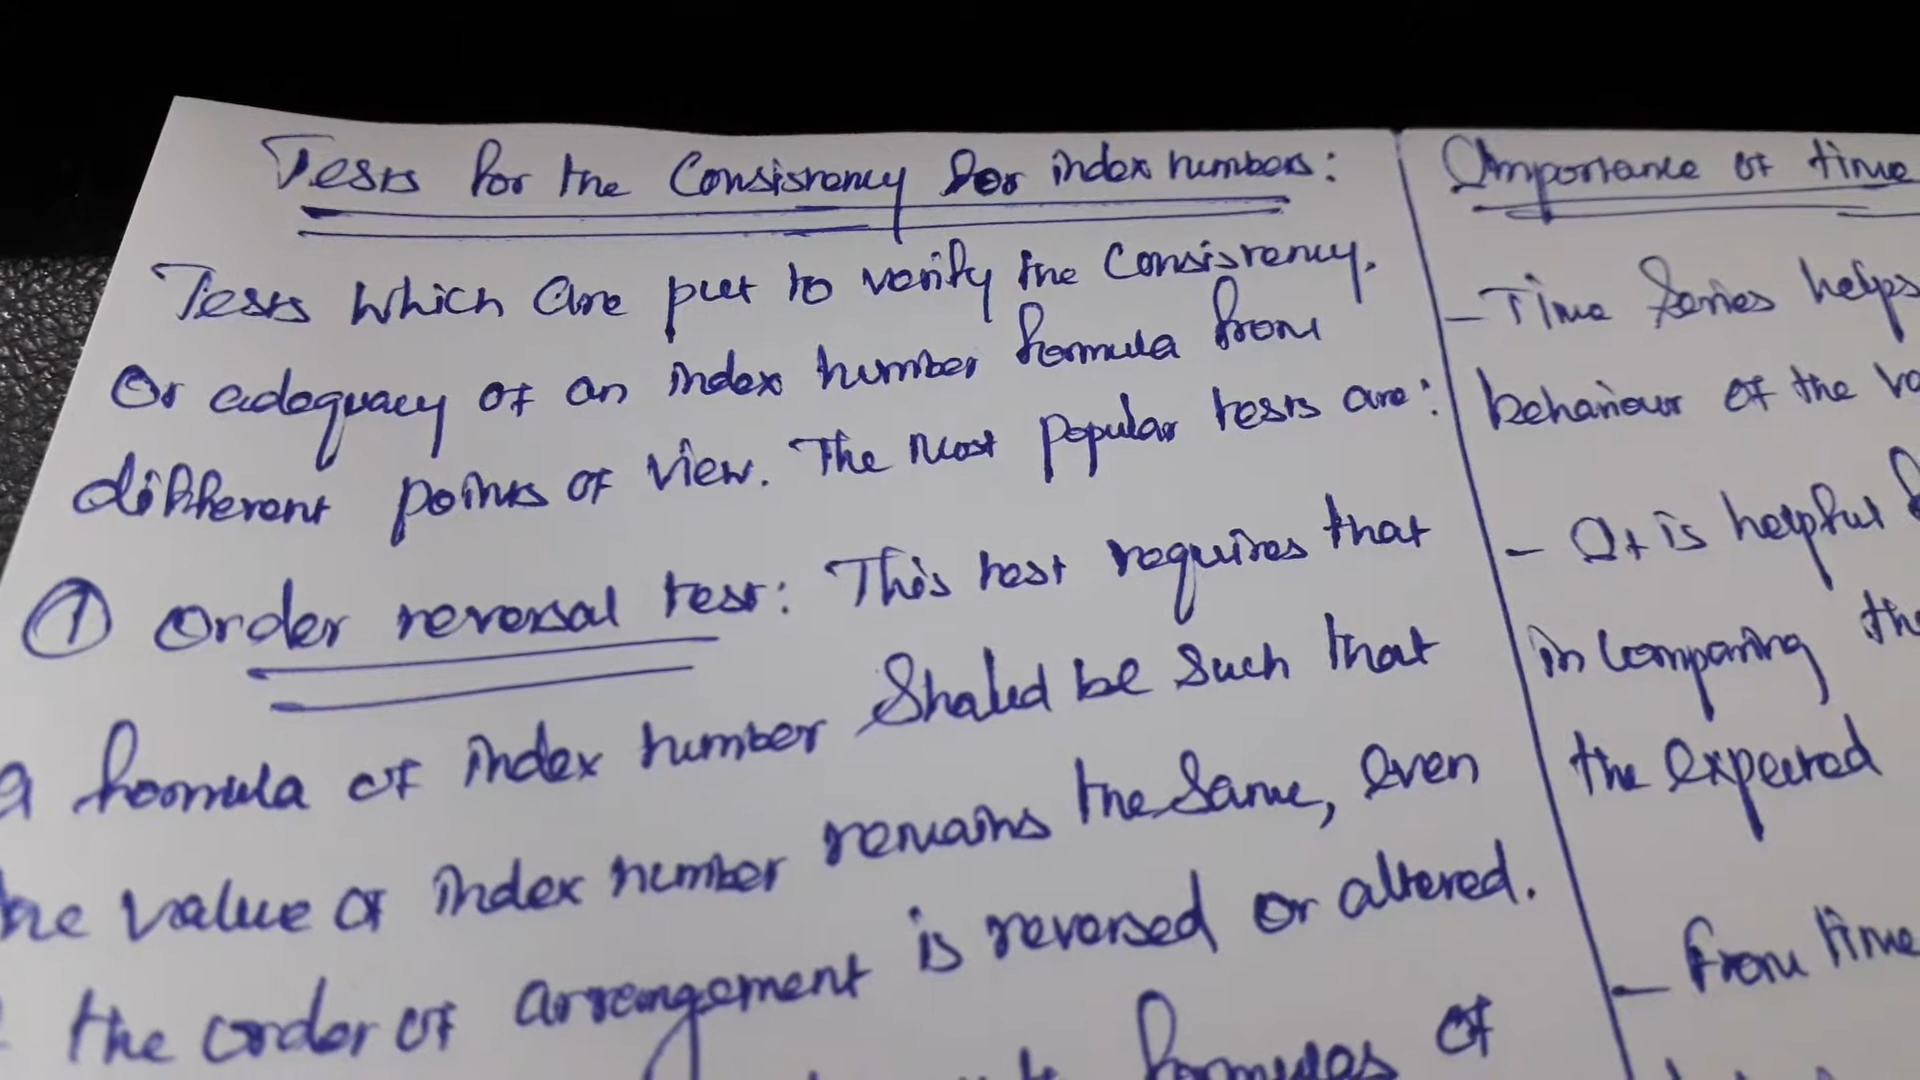 Tests for the Consistency for index numbers:
Tests which are put to verify the Consistency.
Or adequacy of an index number formula from
different points of view. The most popular tests are:
① Order reversal test: This test requires that
a formula of index number Should be Such that
the value of index number remains the Same, even
the order of arrangement is reversed or altered.
formulas of
Importance of time
- Time Series helps
behaviour of the
- It is helpful
in Comparing the
the expected
- From time